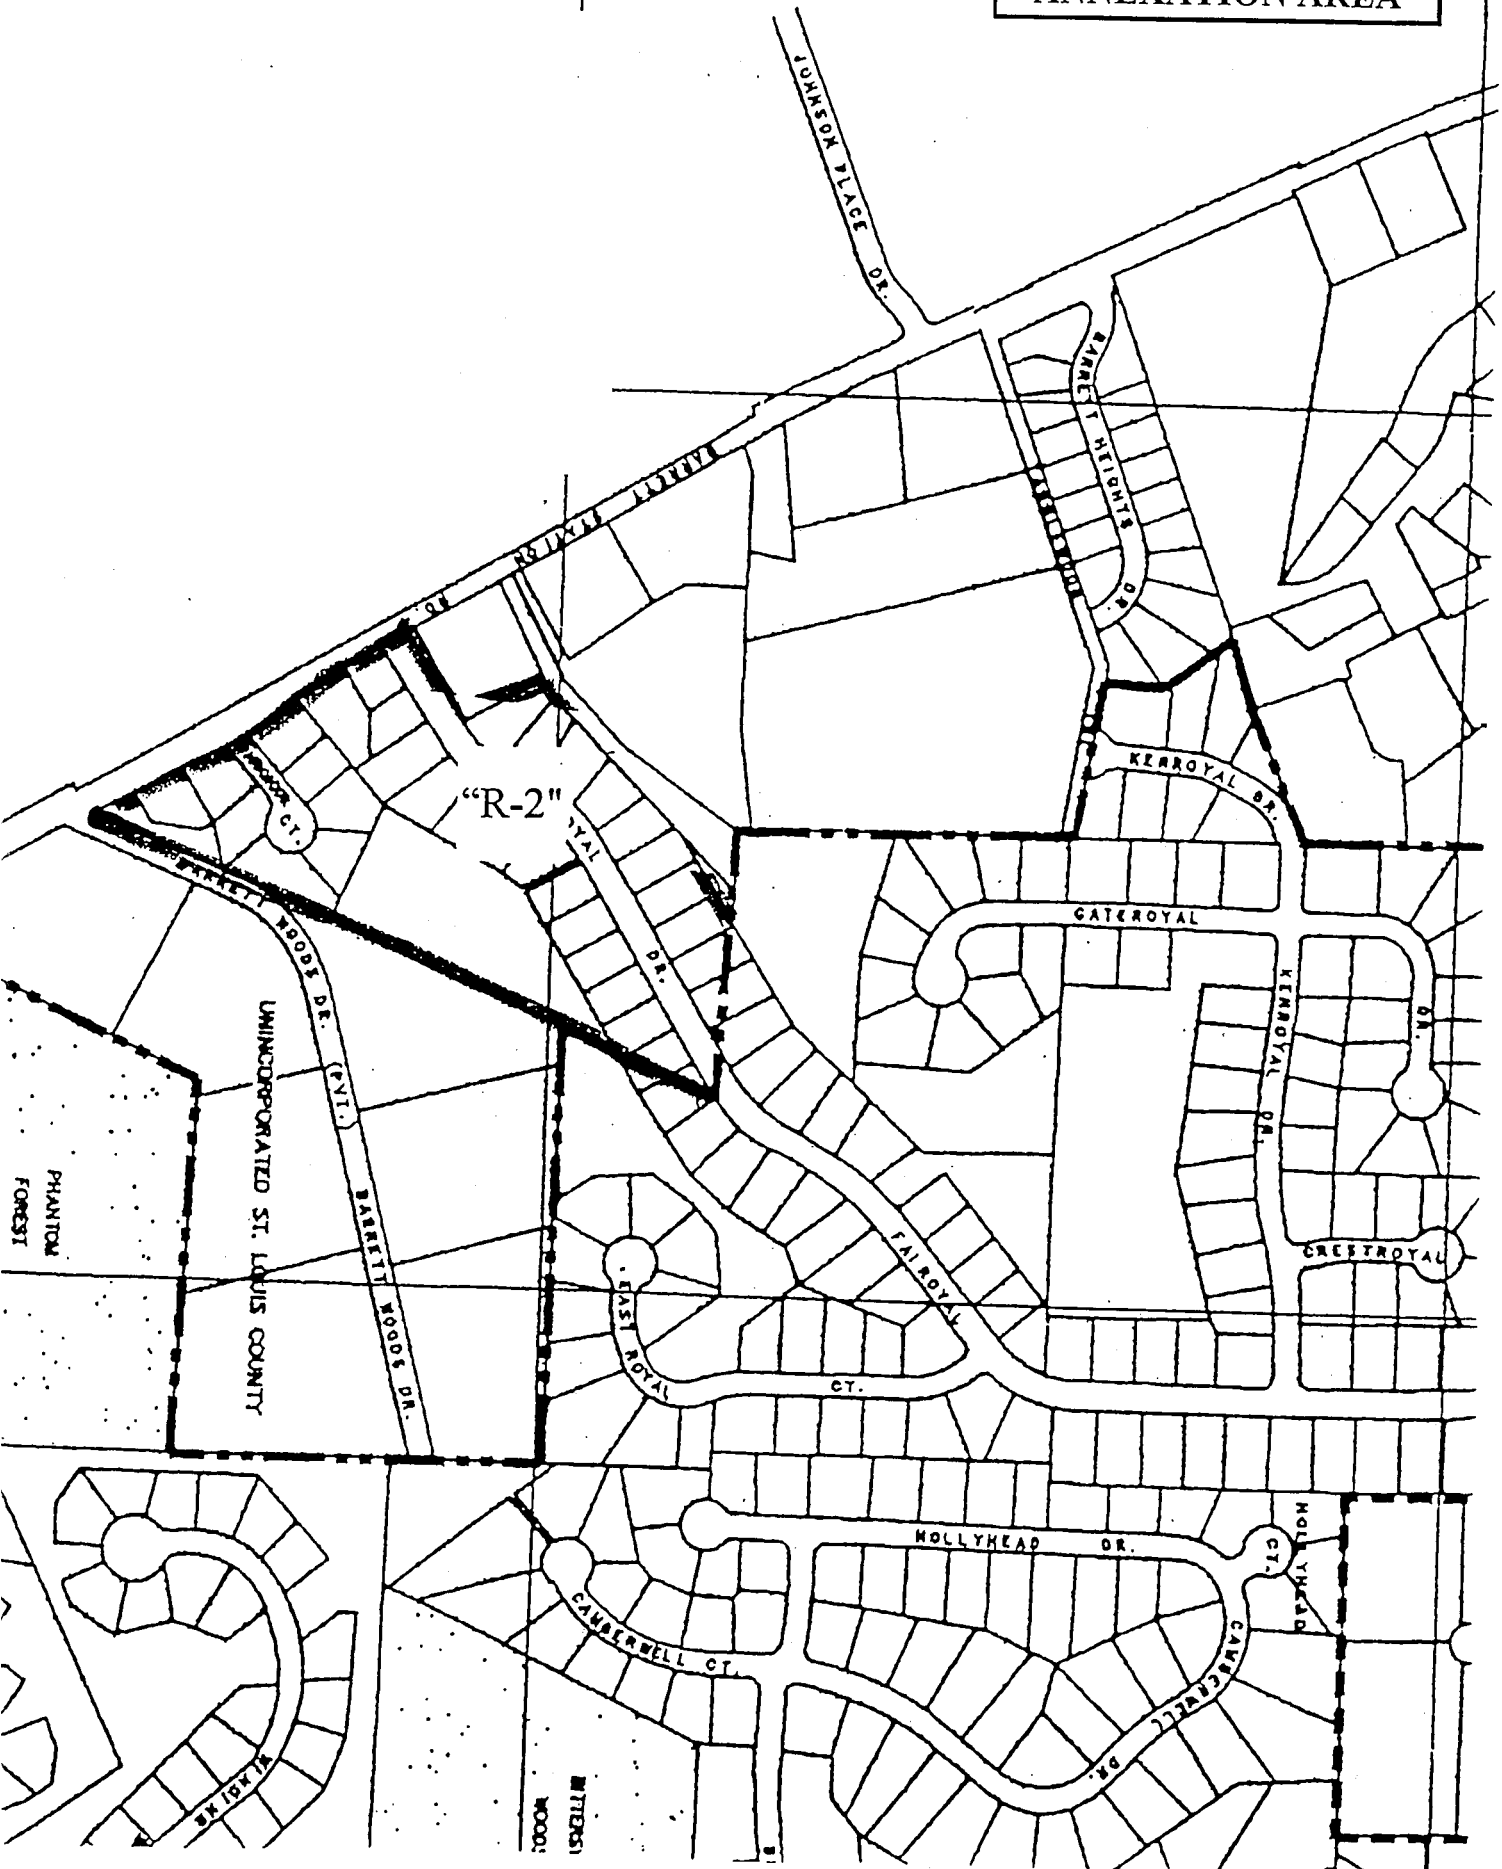 ANNEXATION AREA
JOHNSON PLACE DR.
BARRETT HEIGHTS DR.
BARRETT STATION RD
KENROYAL DR.
"R-2"
ROYAL DR.
CT.
GATEROYAL DR.
KENROYAL DR.
BARRETT WOODS DR. (PVT.)
UNINCORPORATED ST. LOUIS COUNTY
PHANTOM
FOREST
BARRETT WOODS DR.
FAIROYAL
CRESTROYAL
EAST ROYAL CT.
HOLLYHEAD DR.
HOLLYHEAD
CT.
CAMBERWELL CT.
CAMBERWELL DR.